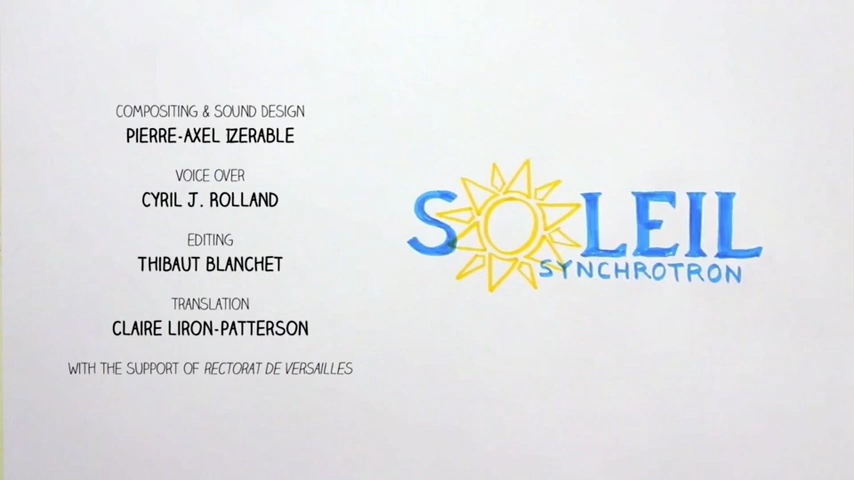 COMPOSITING & SOUND DESIGN
PIERRE-AXEL IZERABLE
VOICE OVER
CYRIL J. ROLLAND
EDITING
THIBAUT BLANCHET
TRANSLATION
CLAIRE LIRON-PATTERSON
WITH THE SUPPORT OF RECTORAT DE VERSAILLES
SOLEIL
SYNCHROTRON